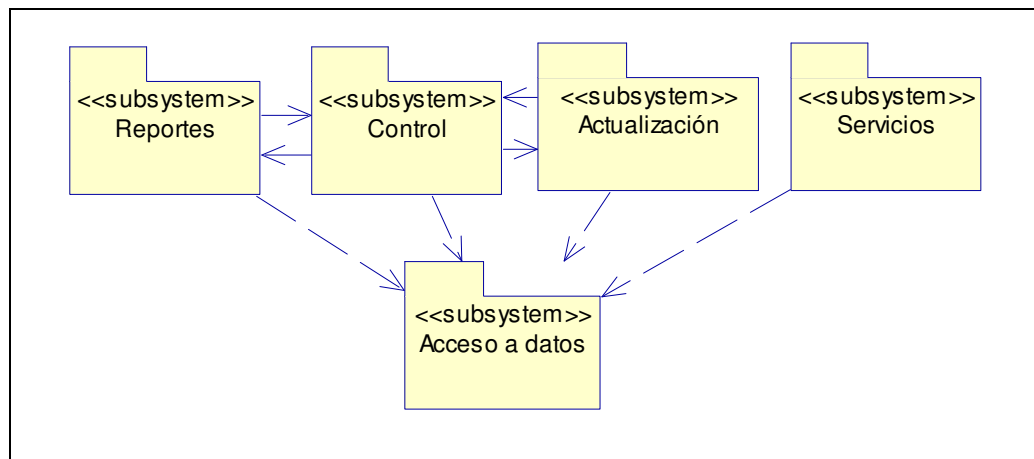 <<subsystem>>
Reportes
<<subsystem>>
Control
<<subsystem>>
Actualización
<<subsystem>>
Servicios
<<subsystem>>
Acceso a datos